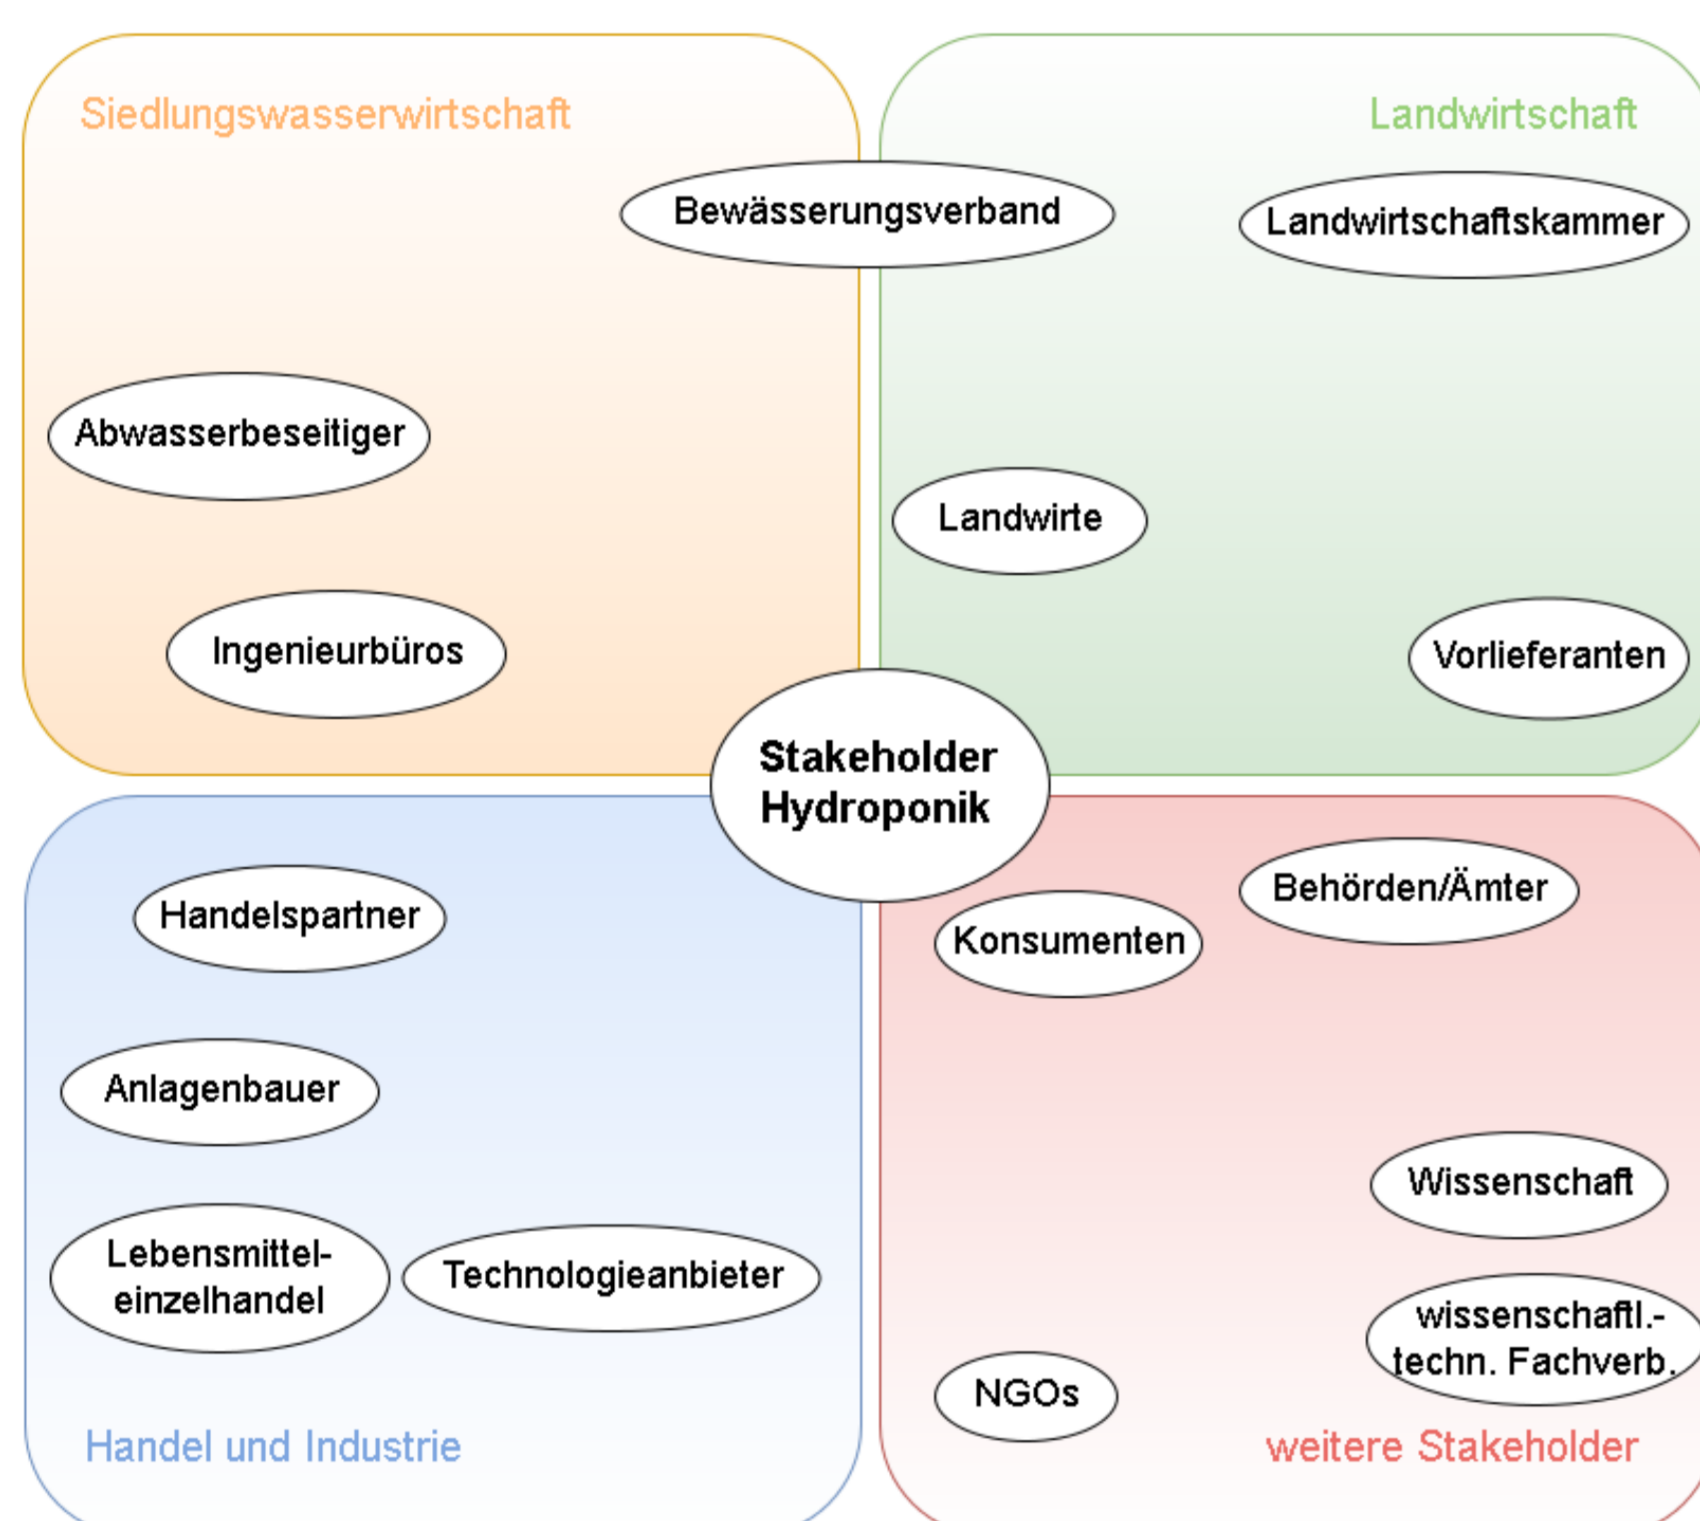 Siedlungswasserwirtschaft
Landwirtschaft
Bewässerungsverband
Landwirtschaftskammer
Abwasserbeseitiger
Landwirte
Ingenieurbüros
Vorlieferanten
Stakeholder
Hydroponik
Handelspartner
Konsumenten
Behörden/Ämter
Anlagenbauer
Wissenschaft
Lebensmittel-
einzelhandel
Technologieanbieter
wissenschaftl.-
techn. Fachverb.
NGOs
Handel und Industrie
weitere Stakeholder